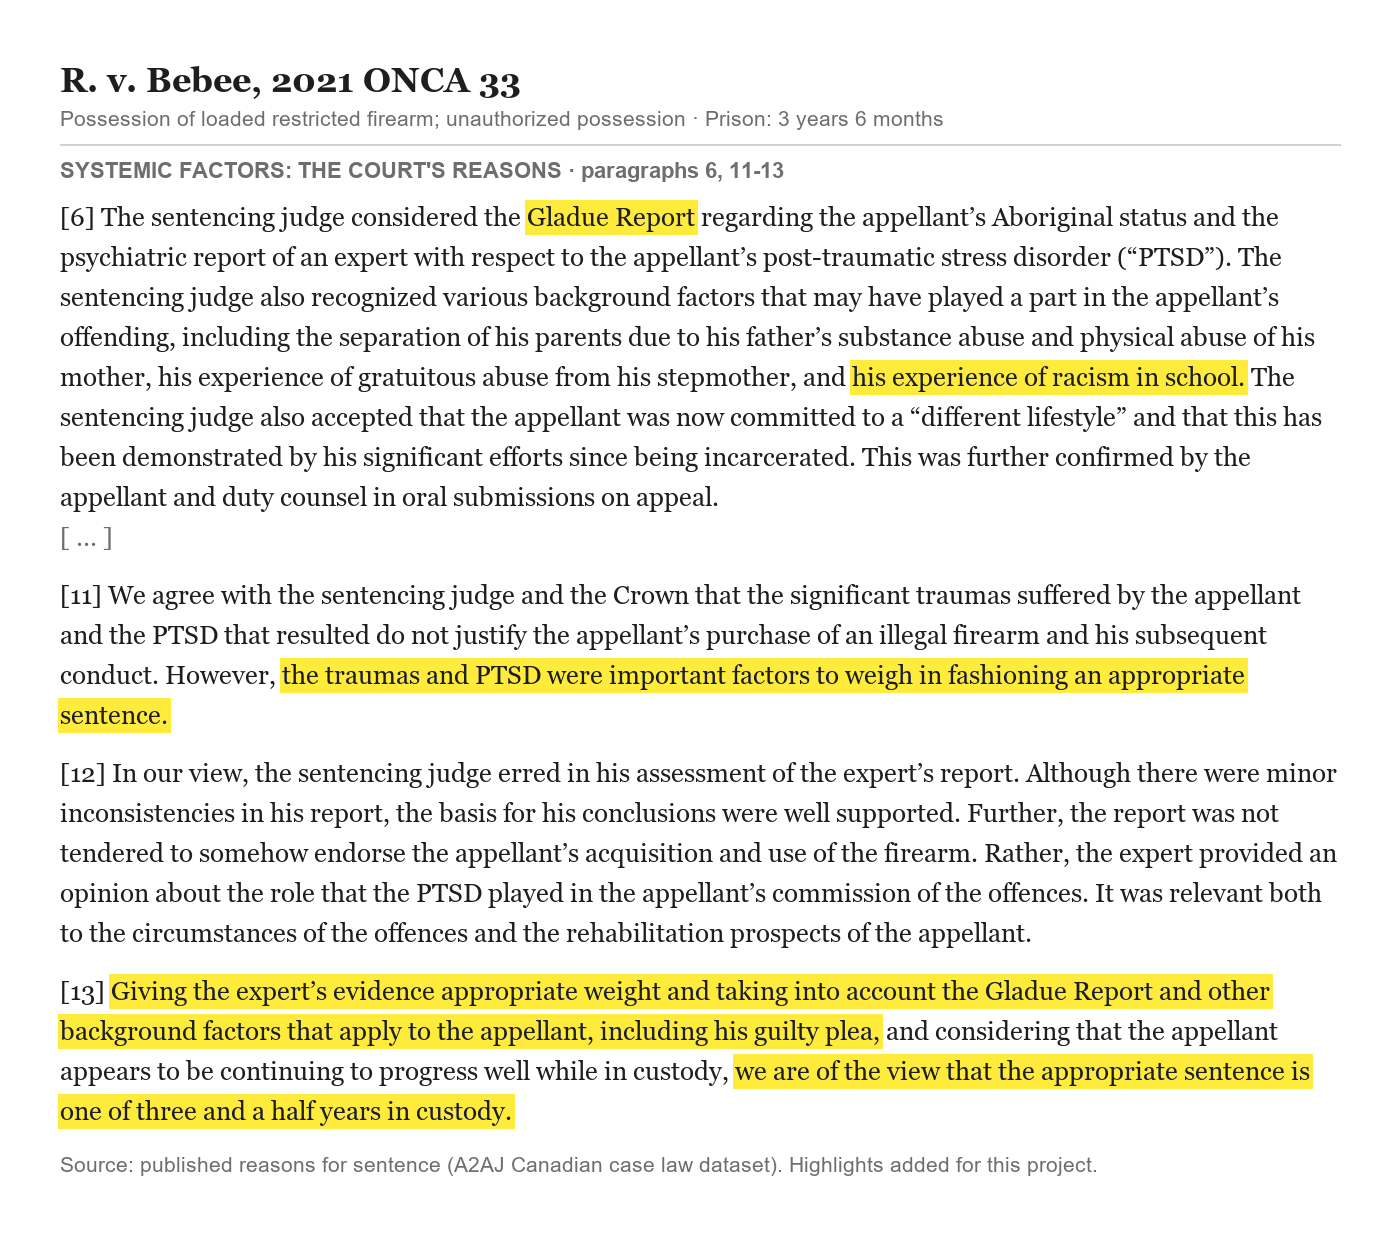 R. v. Bebee, 2021 ONCA 33
Possession of loaded restricted firearm; unauthorized possession · Prison: 3 years 6 months
SYSTEMIC FACTORS: THE COURT'S REASONS · paragraphs 6, 11-13
[6] The sentencing judge considered the Gladue Report regarding the appellant’s Aboriginal status and the
psychiatric report of an expert with respect to the appellant’s post-traumatic stress disorder (“PTSD”). The
sentencing judge also recognized various background factors that may have played a part in the appellant’s
offending, including the separation of his parents due to his father’s substance abuse and physical abuse of his
mother, his experience of gratuitous abuse from his stepmother, and his experience of racism in school. The
sentencing judge also accepted that the appellant was now committed to a “different lifestyle” and that this has
been demonstrated by his significant efforts since being incarcerated. This was further confirmed by the
appellant and duty counsel in oral submissions on appeal.
[ ... ]
[11] We agree with the sentencing judge and the Crown that the significant traumas suffered by the appellant
and the PTSD that resulted do not justify the appellant’s purchase of an illegal firearm and his subsequent
conduct. However, the traumas and PTSD were important factors to weigh in fashioning an appropriate
sentence.
[12] In our view, the sentencing judge erred in his assessment of the expert’s report. Although there were minor
inconsistencies in his report, the basis for his conclusions were well supported. Further, the report was not
tendered to somehow endorse the appellant’s acquisition and use of the firearm. Rather, the expert provided an
opinion about the role that the PTSD played in the appellant’s commission of the offences. It was relevant both
to the circumstances of the offences and the rehabilitation prospects of the appellant.
[13] Giving the expert’s evidence appropriate weight and taking into account the Gladue Report and other
background factors that apply to the appellant, including his guilty plea, and considering that the appellant
appears to be continuing to progress well while in custody, we are of the view that the appropriate sentence is
one of three and a half years in custody.
Source: published reasons for sentence (A2AJ Canadian case law dataset). Highlights added for this project.